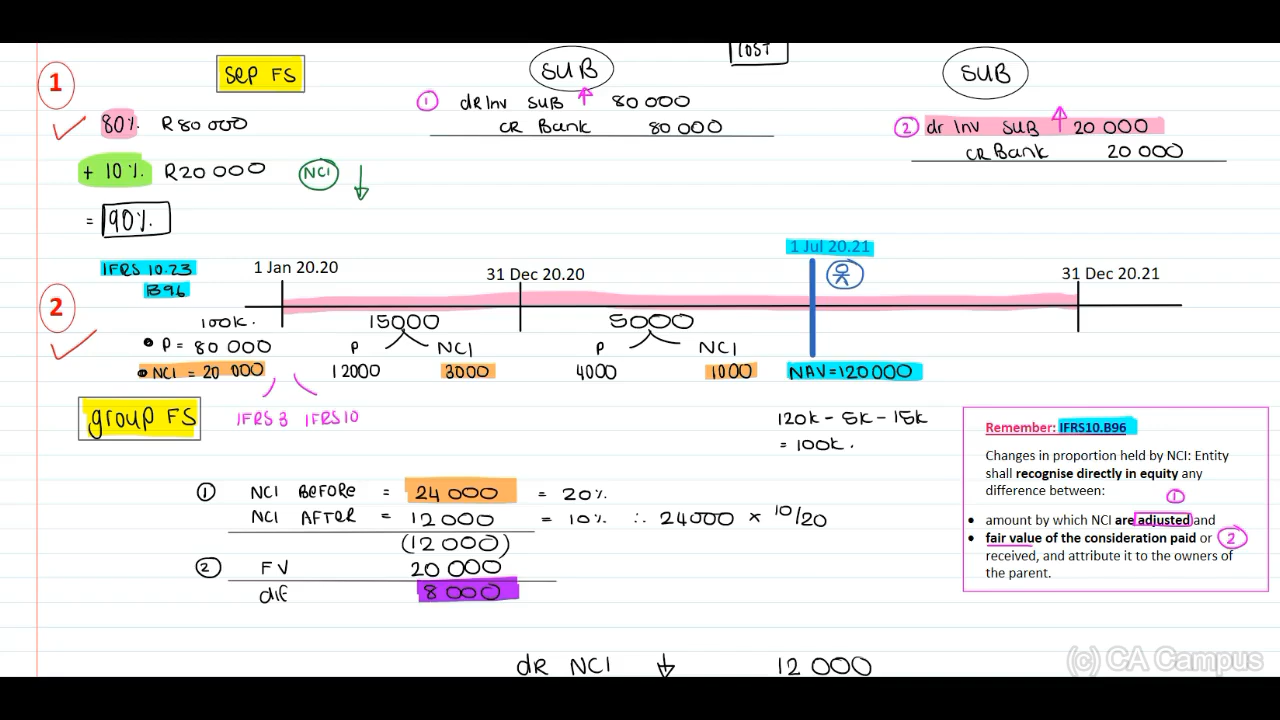 COST
1
Sep FS
SUB
SUB
① dR Inv SUB ↑ 80 000
CR Bank 80 000
80% R80 000
② dr Inv SUB ↑ 20 000
CR Bank 20 000
+ 10% R20 000 NCI ↓
= 90%
1 Jul 20.21
IFRS 10.23
B96
1 Jan 20.20
31 Dec 20.20
옷
31 Dec 20.21
2
100k.
15000
5000
• P = 80 000
P NCI
P NCI
• NCI = 20 000
12000 3000
4000 1000
NAV = 120 000
group FS
IFRS 3 IFRS 10
120k - 5k - 15k
= 100k.
① NCI BEFORE = 24 000 = 20%
NCI AFTER = 12 000 = 10% ∴ 24000 × 10/20
(12 000)
② FV 20 000
dif 8 000
Remember: IFRS10.B96
Changes in proportion held by NCI: Entity
shall recognise directly in equity any
difference between:
①
• amount by which NCI are adjusted and
• fair value of the consideration paid or ②
received, and attribute it to the owners of
the parent.
dR NCI ↓ 12 000
(c) CA Campus